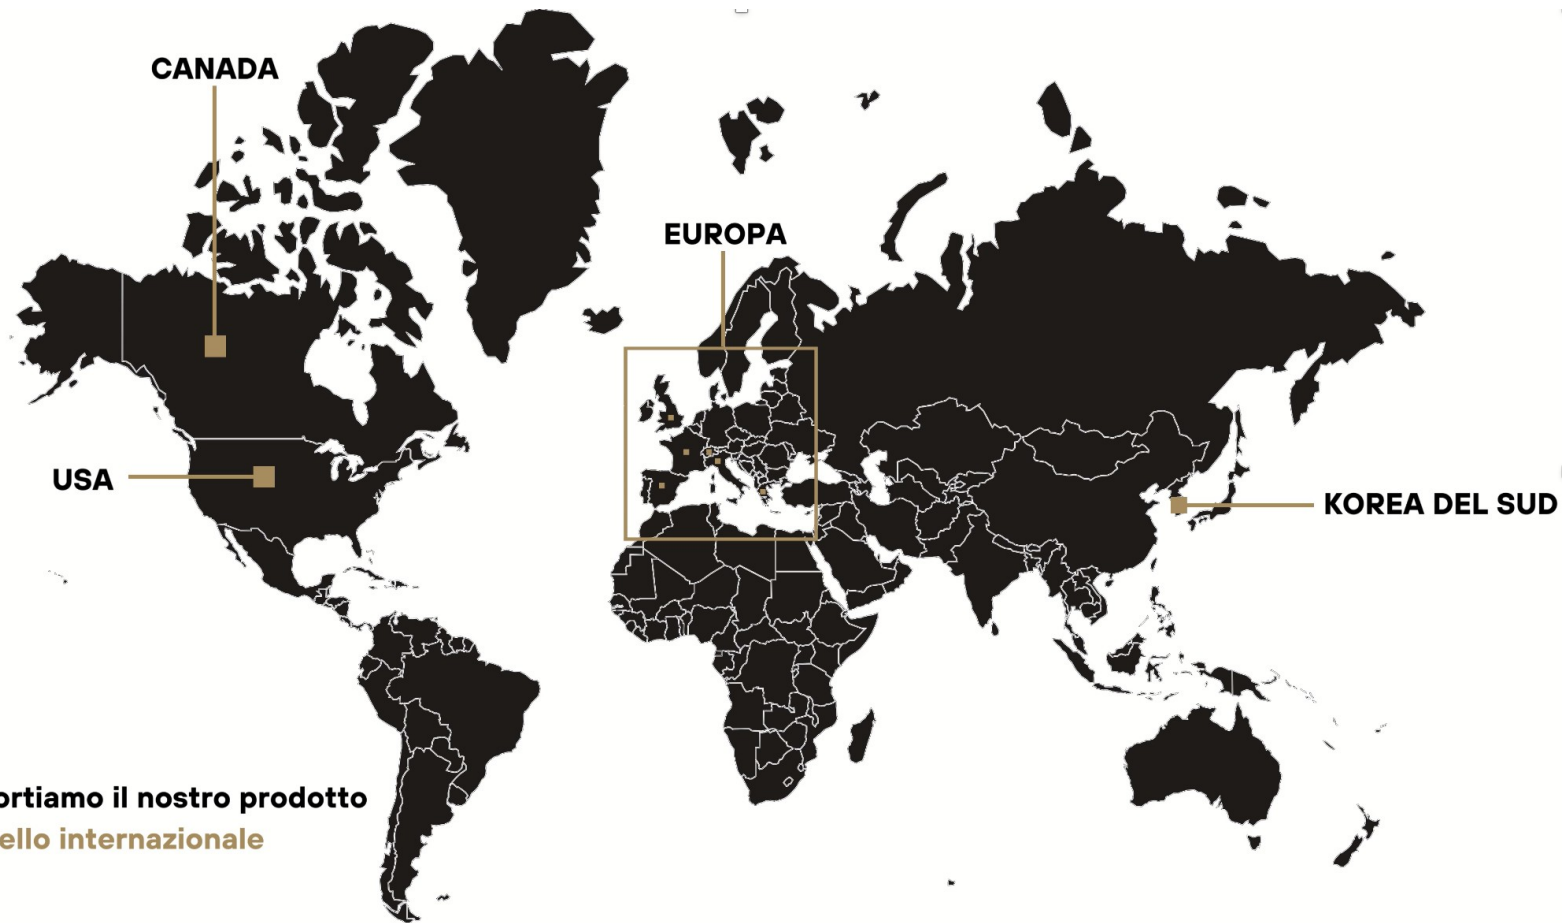 CANADA
EUROPA
USA
KOREA DEL SUD
ortiamo il nostro prodotto
ello internazionale